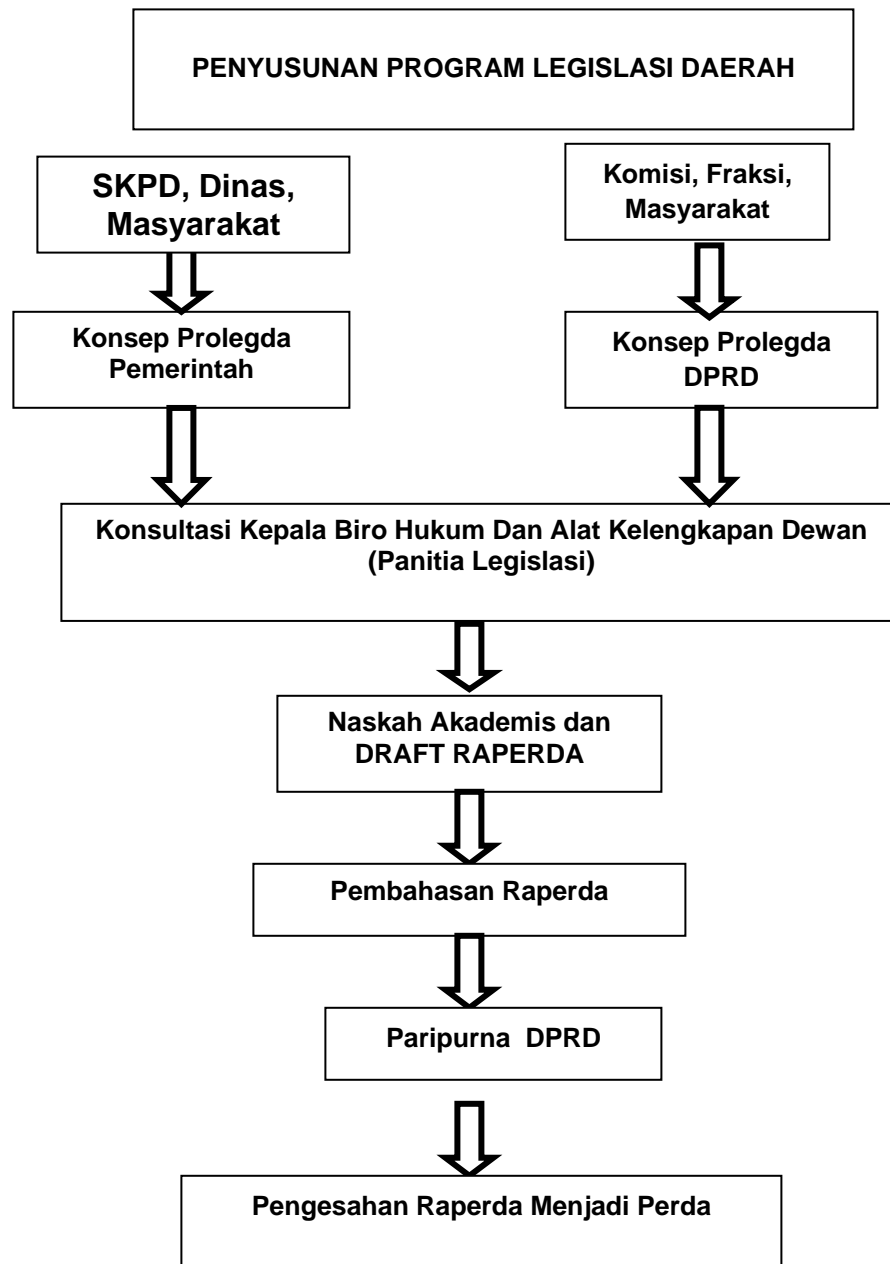 PENYUSUNAN PROGRAM LEGISLASI DAERAH
SKPD, Dinas,
Masyarakat
Komisi, Fraksi,
Masyarakat
Konsep Prolegda
Pemerintah
Konsep Prolegda
DPRD
Konsultasi Kepala Biro Hukum Dan Alat Kelengkapan Dewan
(Panitia Legislasi)
Naskah Akademis dan
DRAFT RAPERDA
Pembahasan Raperda
Paripurna DPRD
Pengesahan Raperda Menjadi Perda